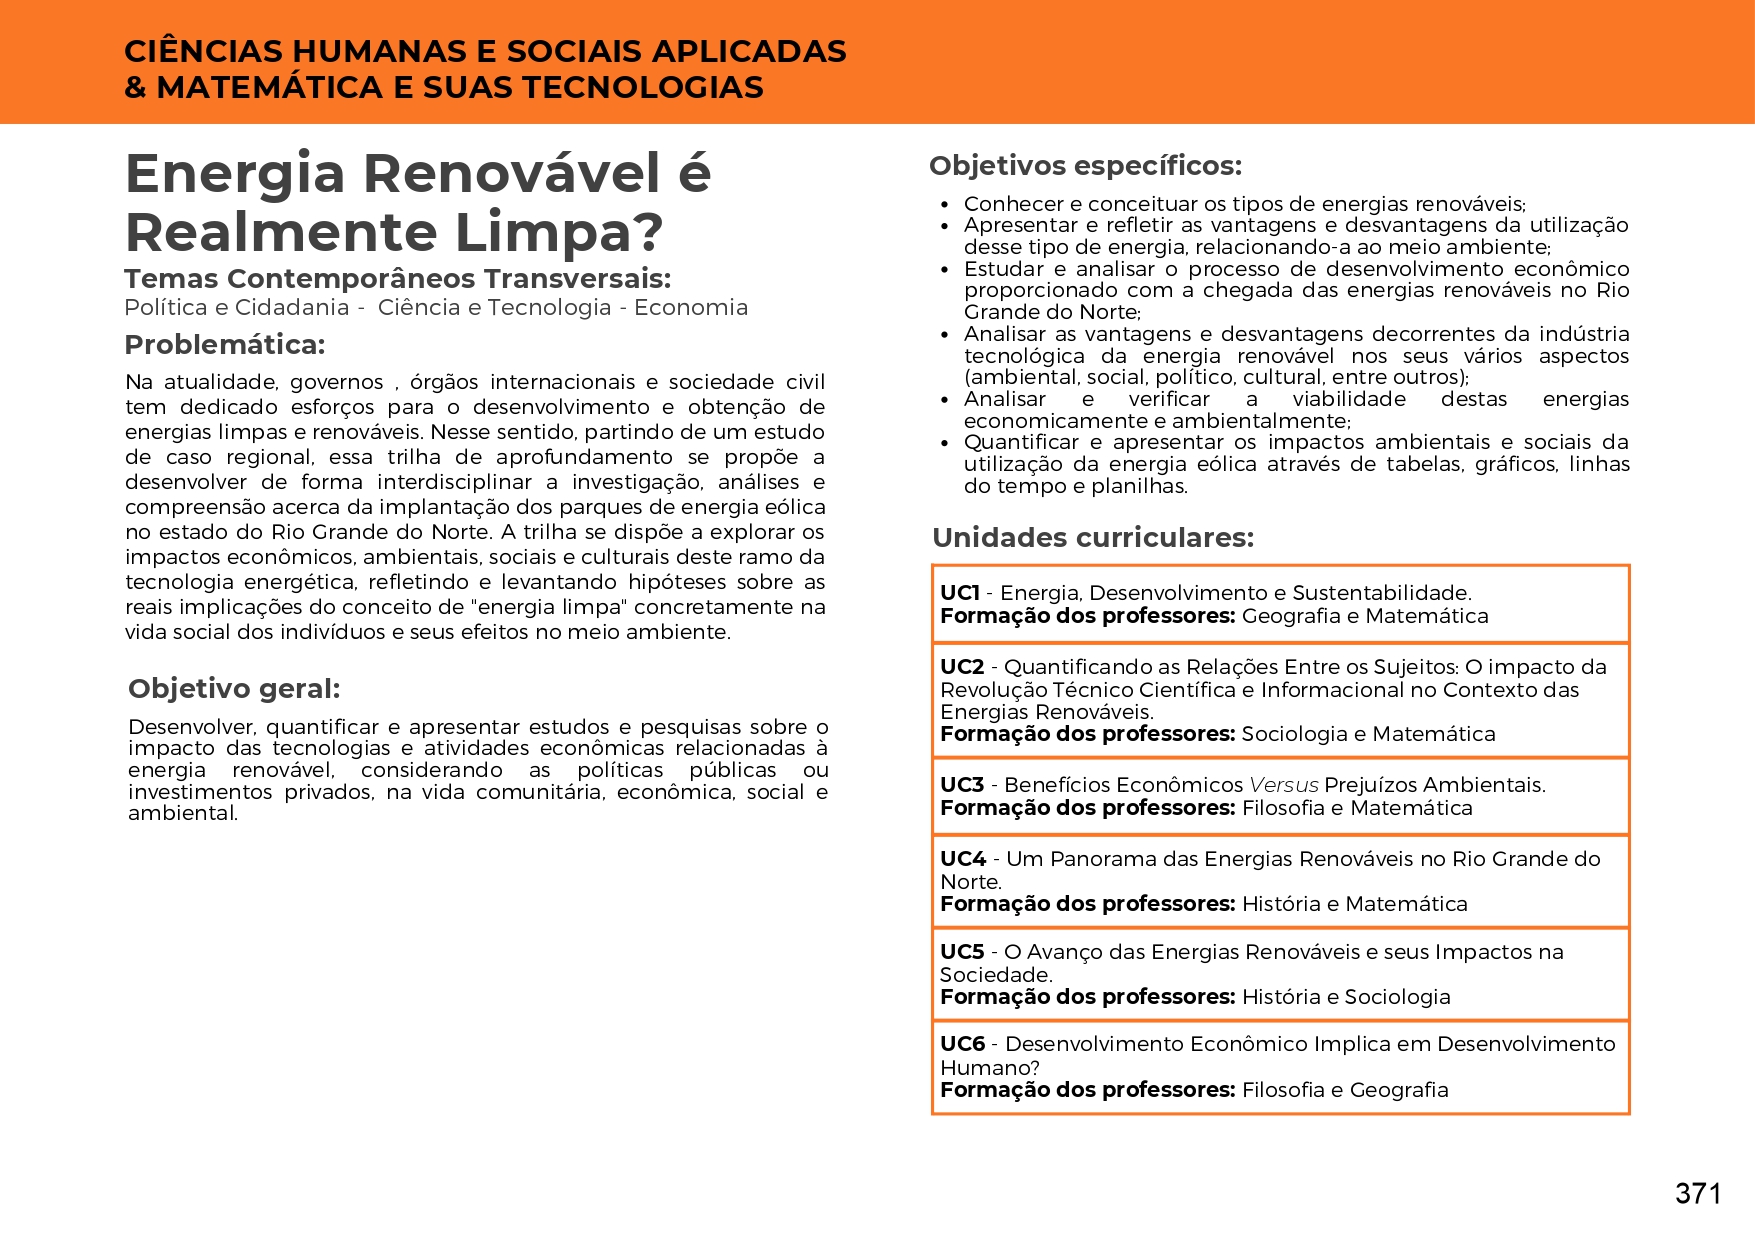 CIÊNCIAS HUMANAS E SOCIAIS APLICADAS
& MATEMÁTICA E SUAS TECNOLOGIAS
Energia Renovável é
Realmente Limpa?
Temas Contemporâneos Transversais:
Política e Cidadania - Ciência e Tecnologia - Economia
Problemática:
Na atualidade, governos , órgãos internacionais e sociedade civil
tem dedicado esforços para o desenvolvimento e obtenção de
energias limpas e renováveis. Nesse sentido, partindo de um estudo
de caso regional, essa trilha de aprofundamento se propõe a
desenvolver de forma interdisciplinar a investigação, análises e
compreensão acerca da implantação dos parques de energia eólica
no estado do Rio Grande do Norte. A trilha se dispõe a explorar os
impactos econômicos, ambientais, sociais e culturais deste ramo da
tecnologia energética, refletindo e levantando hipóteses sobre as
reais implicações do conceito de "energia limpa" concretamente na
vida social dos indivíduos e seus efeitos no meio ambiente.
Objetivo geral:
Desenvolver, quantificar e apresentar estudos e pesquisas sobre o
impacto das tecnologias e atividades econômicas relacionadas à
energia renovável, considerando as políticas públicas ou
investimentos privados, na vida comunitária, econômica, social e
ambiental.
Objetivos específicos:
• Conhecer e conceituar os tipos de energias renováveis;
• Apresentar e refletir as vantagens e desvantagens da utilização
desse tipo de energia, relacionando-a ao meio ambiente;
• Estudar e analisar o processo de desenvolvimento econômico
proporcionado com a chegada das energias renováveis no Rio
Grande do Norte;
• Analisar as vantagens e desvantagens decorrentes da indústria
tecnológica da energia renovável nos seus vários aspectos
(ambiental, social, político, cultural, entre outros);
• Analisar e verificar a viabilidade destas energias
economicamente e ambientalmente;
• Quantificar e apresentar os impactos ambientais e sociais da
utilização da energia eólica através de tabelas, gráficos, linhas
do tempo e planilhas.
Unidades curriculares:
UC1 - Energia, Desenvolvimento e Sustentabilidade.
Formação dos professores: Geografia e Matemática
UC2 - Quantificando as Relações Entre os Sujeitos: O impacto da
Revolução Técnico Científica e Informacional no Contexto das
Energias Renováveis.
Formação dos professores: Sociologia e Matemática
UC3 - Benefícios Econômicos Versus Prejuízos Ambientais.
Formação dos professores: Filosofia e Matemática
UC4 - Um Panorama das Energias Renováveis no Rio Grande do
Norte.
Formação dos professores: História e Matemática
UC5 - O Avanço das Energias Renováveis e seus Impactos na
Sociedade.
Formação dos professores: História e Sociologia
UC6 - Desenvolvimento Econômico Implica em Desenvolvimento
Humano?
Formação dos professores: Filosofia e Geografia
371